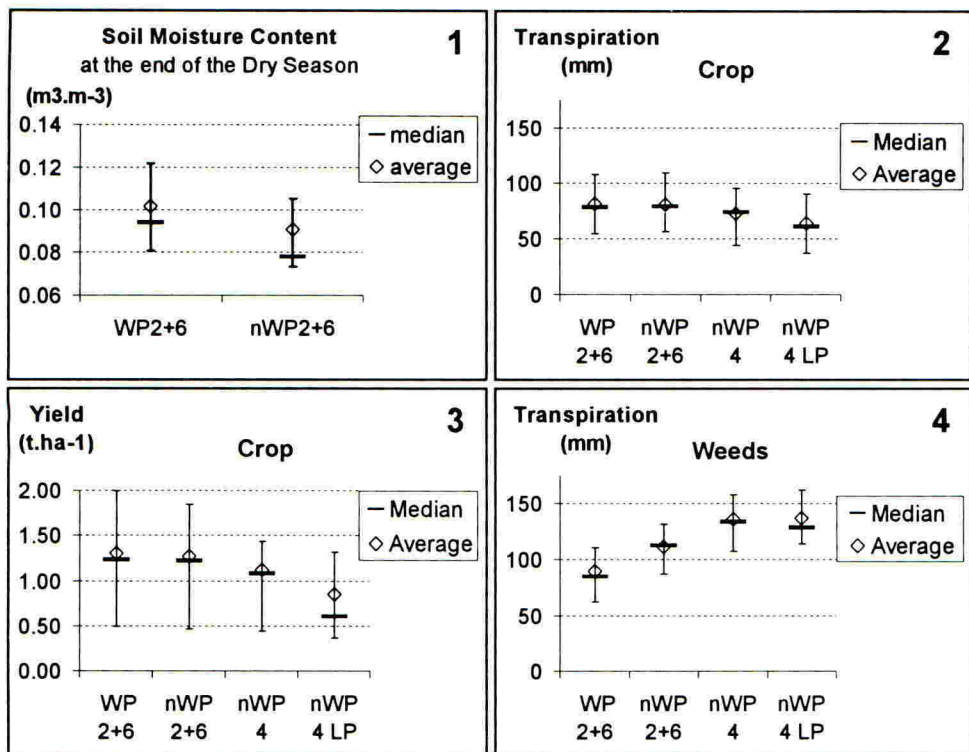 Soil Moisture Content
at the end of the Dry Season
1
(m3.m-3)
0.14
0.12
0.10
0.08
0.06
median
average
WP2+6
nWP2+6
Transpiration
(mm)
Crop
2
150
100
50
0
Median
Average
WP
2+6
nWP
2+6
nWP
4
nWP
4 LP
Yield
(t.ha-1)
Crop
3
2.00
1.50
1.00
0.50
0.00
Median
Average
WP
2+6
nWP
2+6
nWP
4
nWP
4 LP
Transpiration
(mm)
Weeds
4
150
100
50
0
Median
Average
WP
2+6
nWP
2+6
nWP
4
nWP
4 LP